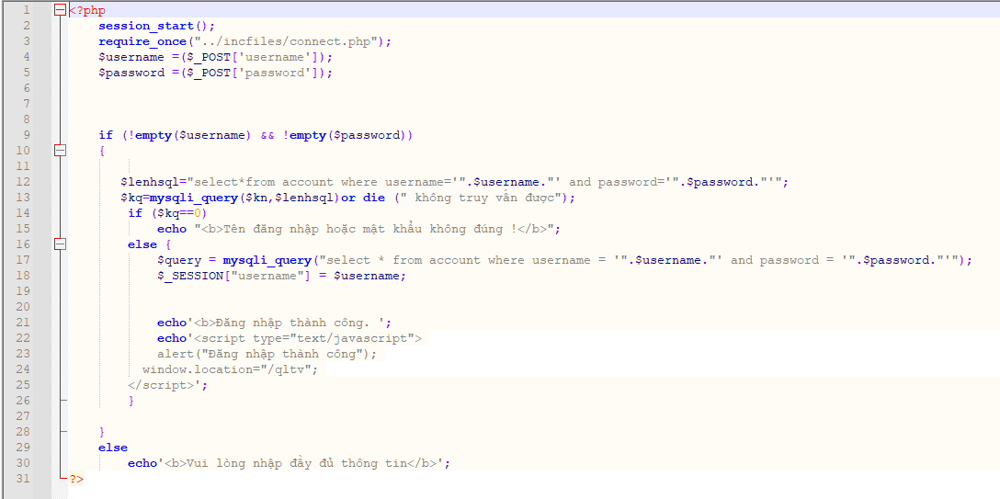 1 <?php
2 session_start();
3 require_once("../incfiles/connect.php");
4 $username =($_POST['username']);
5 $password =($_POST['password']);
6
7
8
9 if (!empty($username) && !empty($password))
10 {
11
12 $lenhsql="select*from account where username='".$username."' and password='".$password."'";
13 $kq=mysqli_query($kn,$lenhsql)or die (" không truy vấn được");
14 if ($kq==0)
15 echo "<b>Tên đăng nhập hoặc mật khẩu không đúng !</b>";
16 else {
17 $query = mysqli_query("select * from account where username = '".$username."' and password = '".$password."'");
18 $_SESSION["username"] = $username;
19
20
21 echo'<b>Đăng nhập thành công. ';
22 echo'<script type="text/javascript">
23 alert("Đăng nhập thành công");
24 window.location="/qltv";
25 </script>';
26 }
27
28 }
29 else
30 echo'<b>Vui lòng nhập đầy đủ thông tin</b>';
31 ?>